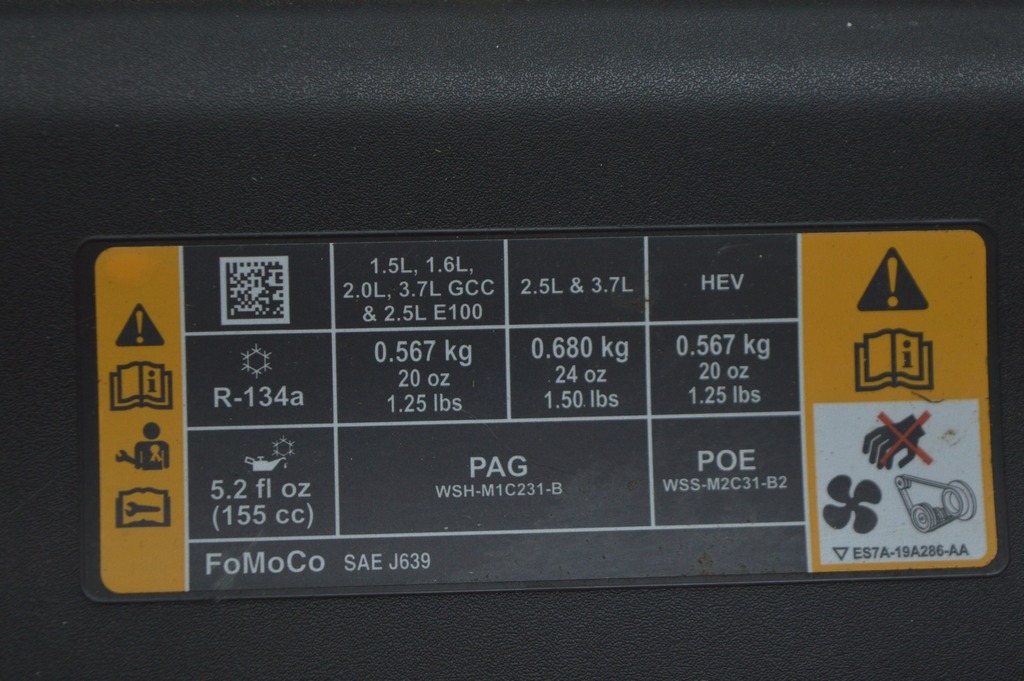 1.5L, 1.6L,
2.0L, 3.7L GCC
& 2.5L E100
2.5L & 3.7L
HEV
R-134a
0.567 kg
20 oz
1.25 lbs
0.680 kg
24 oz
1.50 lbs
0.567 kg
20 oz
1.25 lbs
5.2 fl oz
(155 cc)
PAG
WSH-M1C231-B
POE
WSS-M2C31-B2
FoMoCo SAE J639
ES7A-19A286-AA